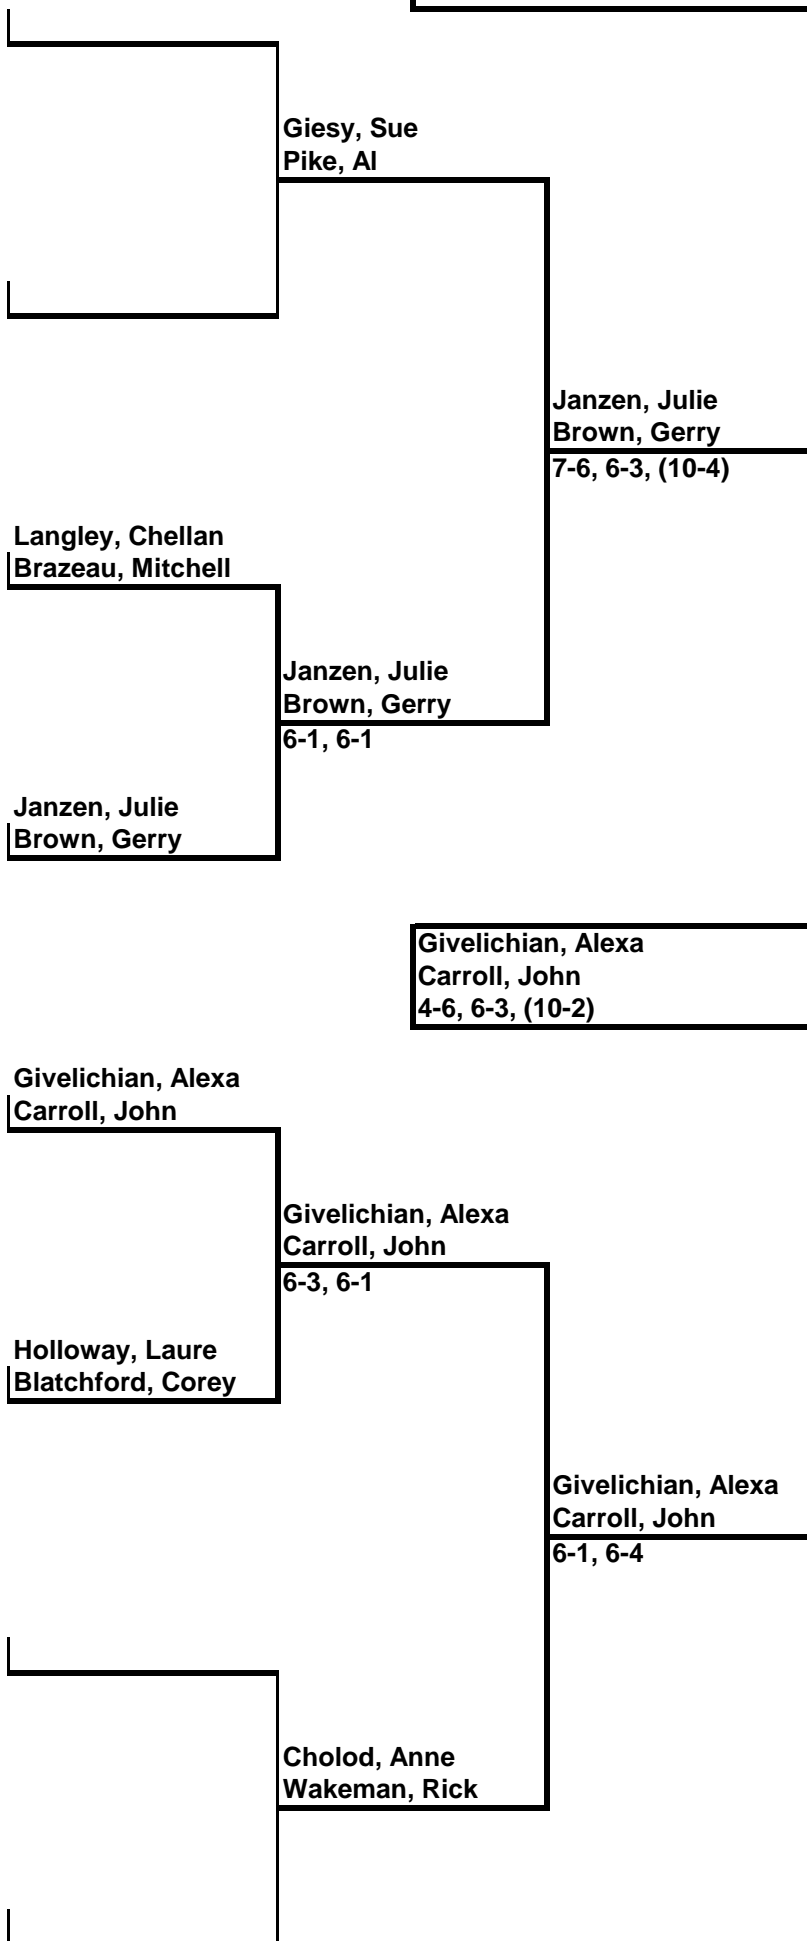 Giesy, Sue
Pike, Al
Janzen, Julie
Brown, Gerry
7-6, 6-3, (10-4)
Langley, Chellan
Brazeau, Mitchell
Janzen, Julie
Brown, Gerry
6-1, 6-1
Janzen, Julie
Brown, Gerry
Givelichian, Alexa
Carroll, John
4-6, 6-3, (10-2)
Givelichian, Alexa
Carroll, John
Givelichian, Alexa
Carroll, John
6-3, 6-1
Holloway, Laure
Blatchford, Corey
Givelichian, Alexa
Carroll, John
6-1, 6-4
Cholod, Anne
Wakeman, Rick